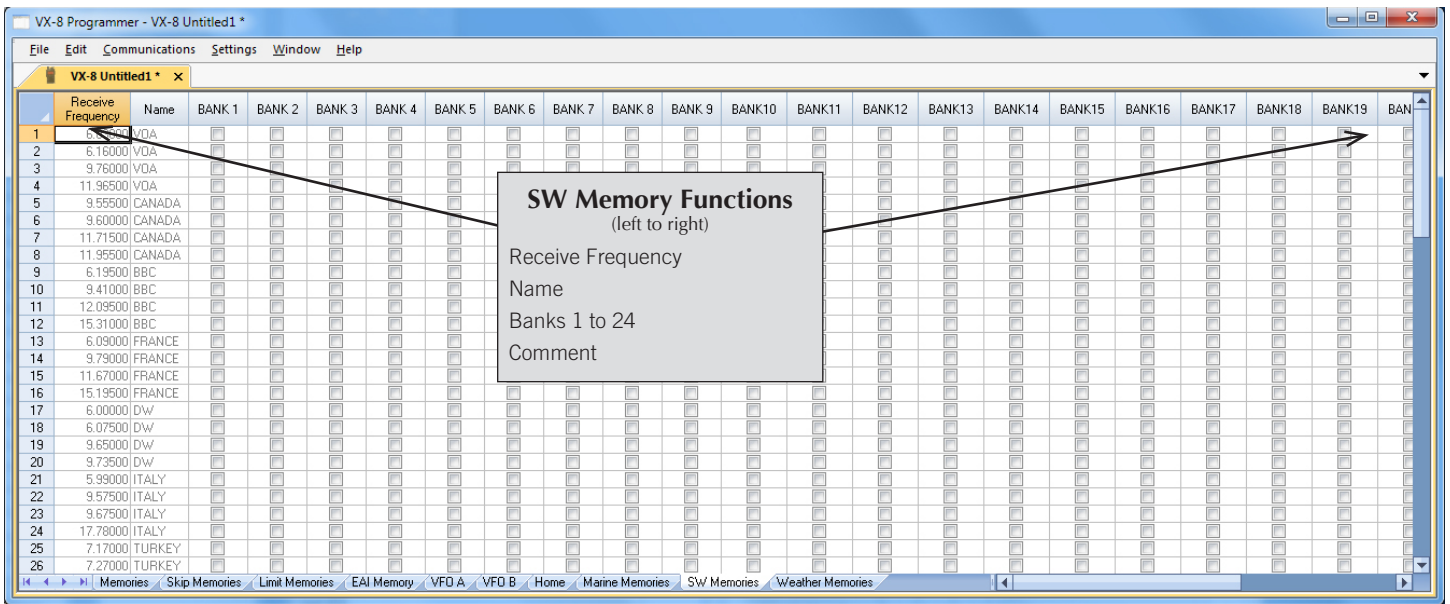 VX-8 Programmer - VX-8 Untitled1 *
File Edit Communications Settings Window Help
VX-8 Untitled1 * X
Receive Frequency Name BANK 1 BANK 2 BANK 3 BANK 4 BANK 5 BANK 6 BANK 7 BANK 8 BANK 9 BANK10 BANK11 BANK12 BANK13 BANK14 BANK15 BANK16 BANK17 BANK18 BANK19 BAN
1 VOA
2 6.16000 VOA
3 9.76000 VOA
4 11.96500 VOA
5 9.55500 CANADA
6 9.60000 CANADA
7 11.71500 CANADA
8 11.95500 CANADA
9 6.19500 BBC
10 9.41000 BBC
11 12.09500 BBC
12 15.31000 BBC
13 6.09000 FRANCE
14 9.79000 FRANCE
15 11.67000 FRANCE
16 15.19500 FRANCE
17 6.00000 DW
18 6.07500 DW
19 9.65000 DW
20 9.73500 DW
21 5.99000 ITALY
22 9.57500 ITALY
23 9.67500 ITALY
24 17.78000 ITALY
25 7.17000 TURKEY
26 7.27000 TURKEY
SW Memory Functions
(left to right)
Receive Frequency
Name
Banks 1 to 24
Comment
Memories Skip Memories Limit Memories EAI Memory VFO A VFO B Home Marine Memories SW Memories Weather Memories